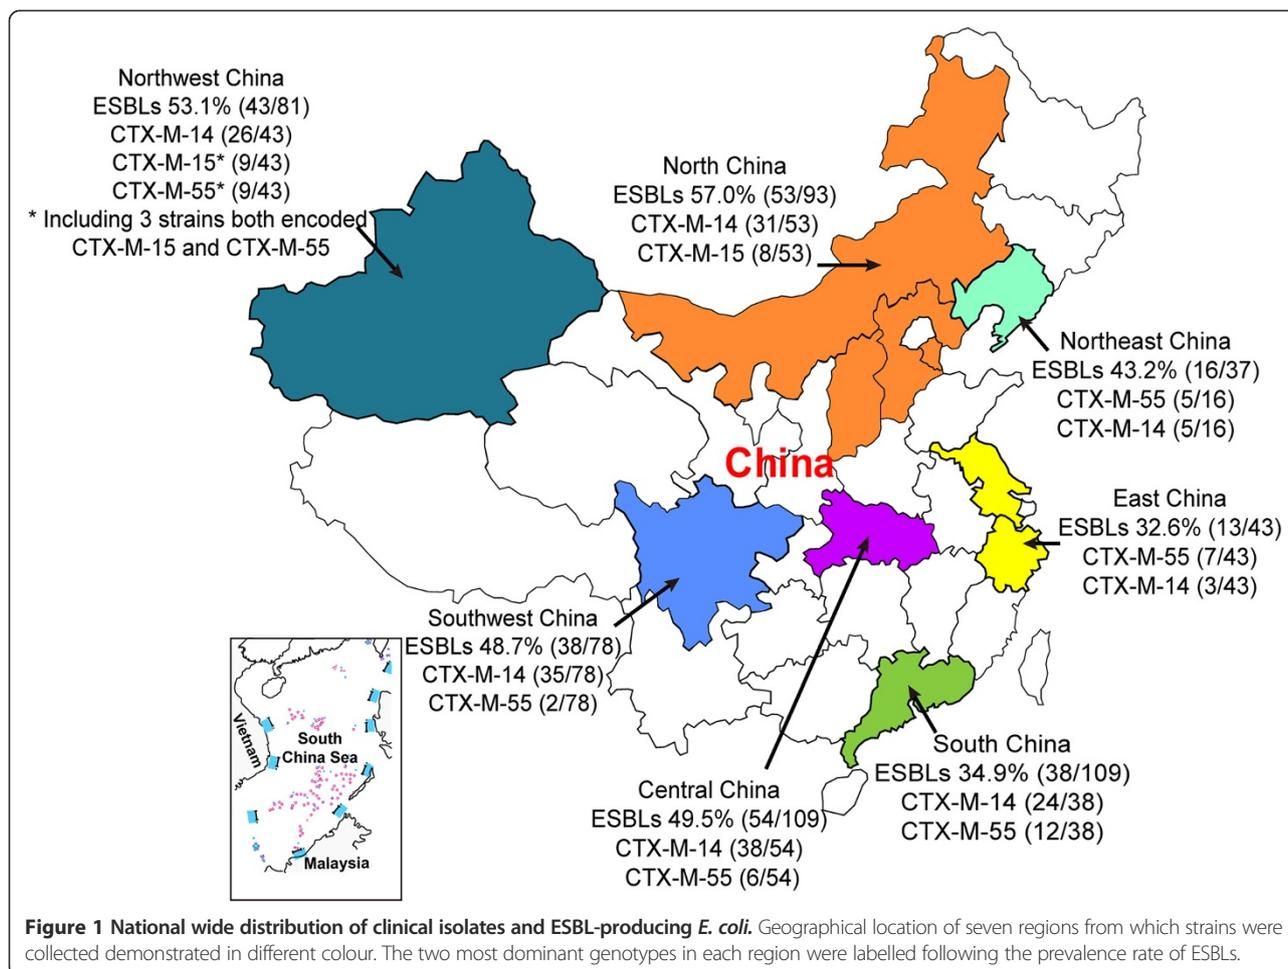 Northwest China
ESBLs 53.1% (43/81)
CTX-M-14 (26/43)
CTX-M-15* (9/43)
CTX-M-55* (9/43)
* Including 3 strains both encoded
CTX-M-15 and CTX-M-55
North China
ESBLs 57.0% (53/93)
CTX-M-14 (31/53)
CTX-M-15 (8/53)
Northeast China
ESBLs 43.2% (16/37)
CTX-M-55 (5/16)
CTX-M-14 (5/16)
China
East China
ESBLs 32.6% (13/43)
CTX-M-55 (7/43)
CTX-M-14 (3/43)
Southwest China
ESBLs 48.7% (38/78)
CTX-M-14 (35/78)
CTX-M-55 (2/78)
Vietnam
South
China Sea
Malaysia
Central China
ESBLs 49.5% (54/109)
CTX-M-14 (38/54)
CTX-M-55 (6/54)
South China
ESBLs 34.9% (38/109)
CTX-M-14 (24/38)
CTX-M-55 (12/38)
Figure 1 National wide distribution of clinical isolates and ESBL-producing E. coli. Geographical location of seven regions from which strains were
collected demonstrated in different colour. The two most dominant genotypes in each region were labelled following the prevalence rate of ESBLs.